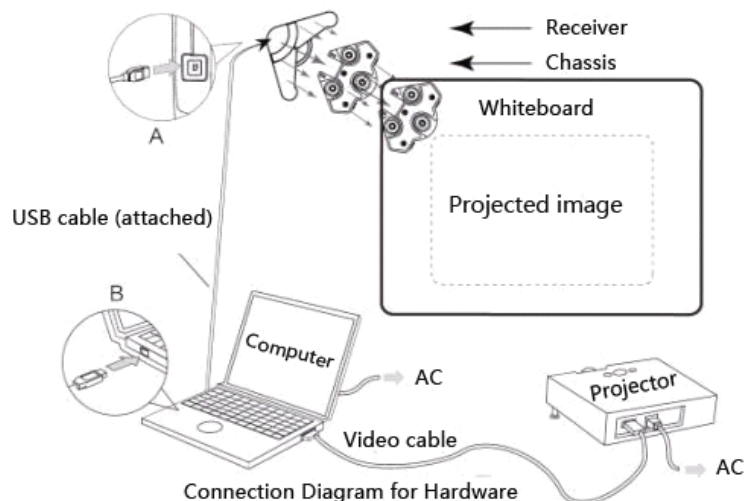 Receiver
Chassis
A
Whiteboard
Projected image
USB cable (attached)
B
Computer
AC
Projector
Video cable
AC
Connection Diagram for Hardware